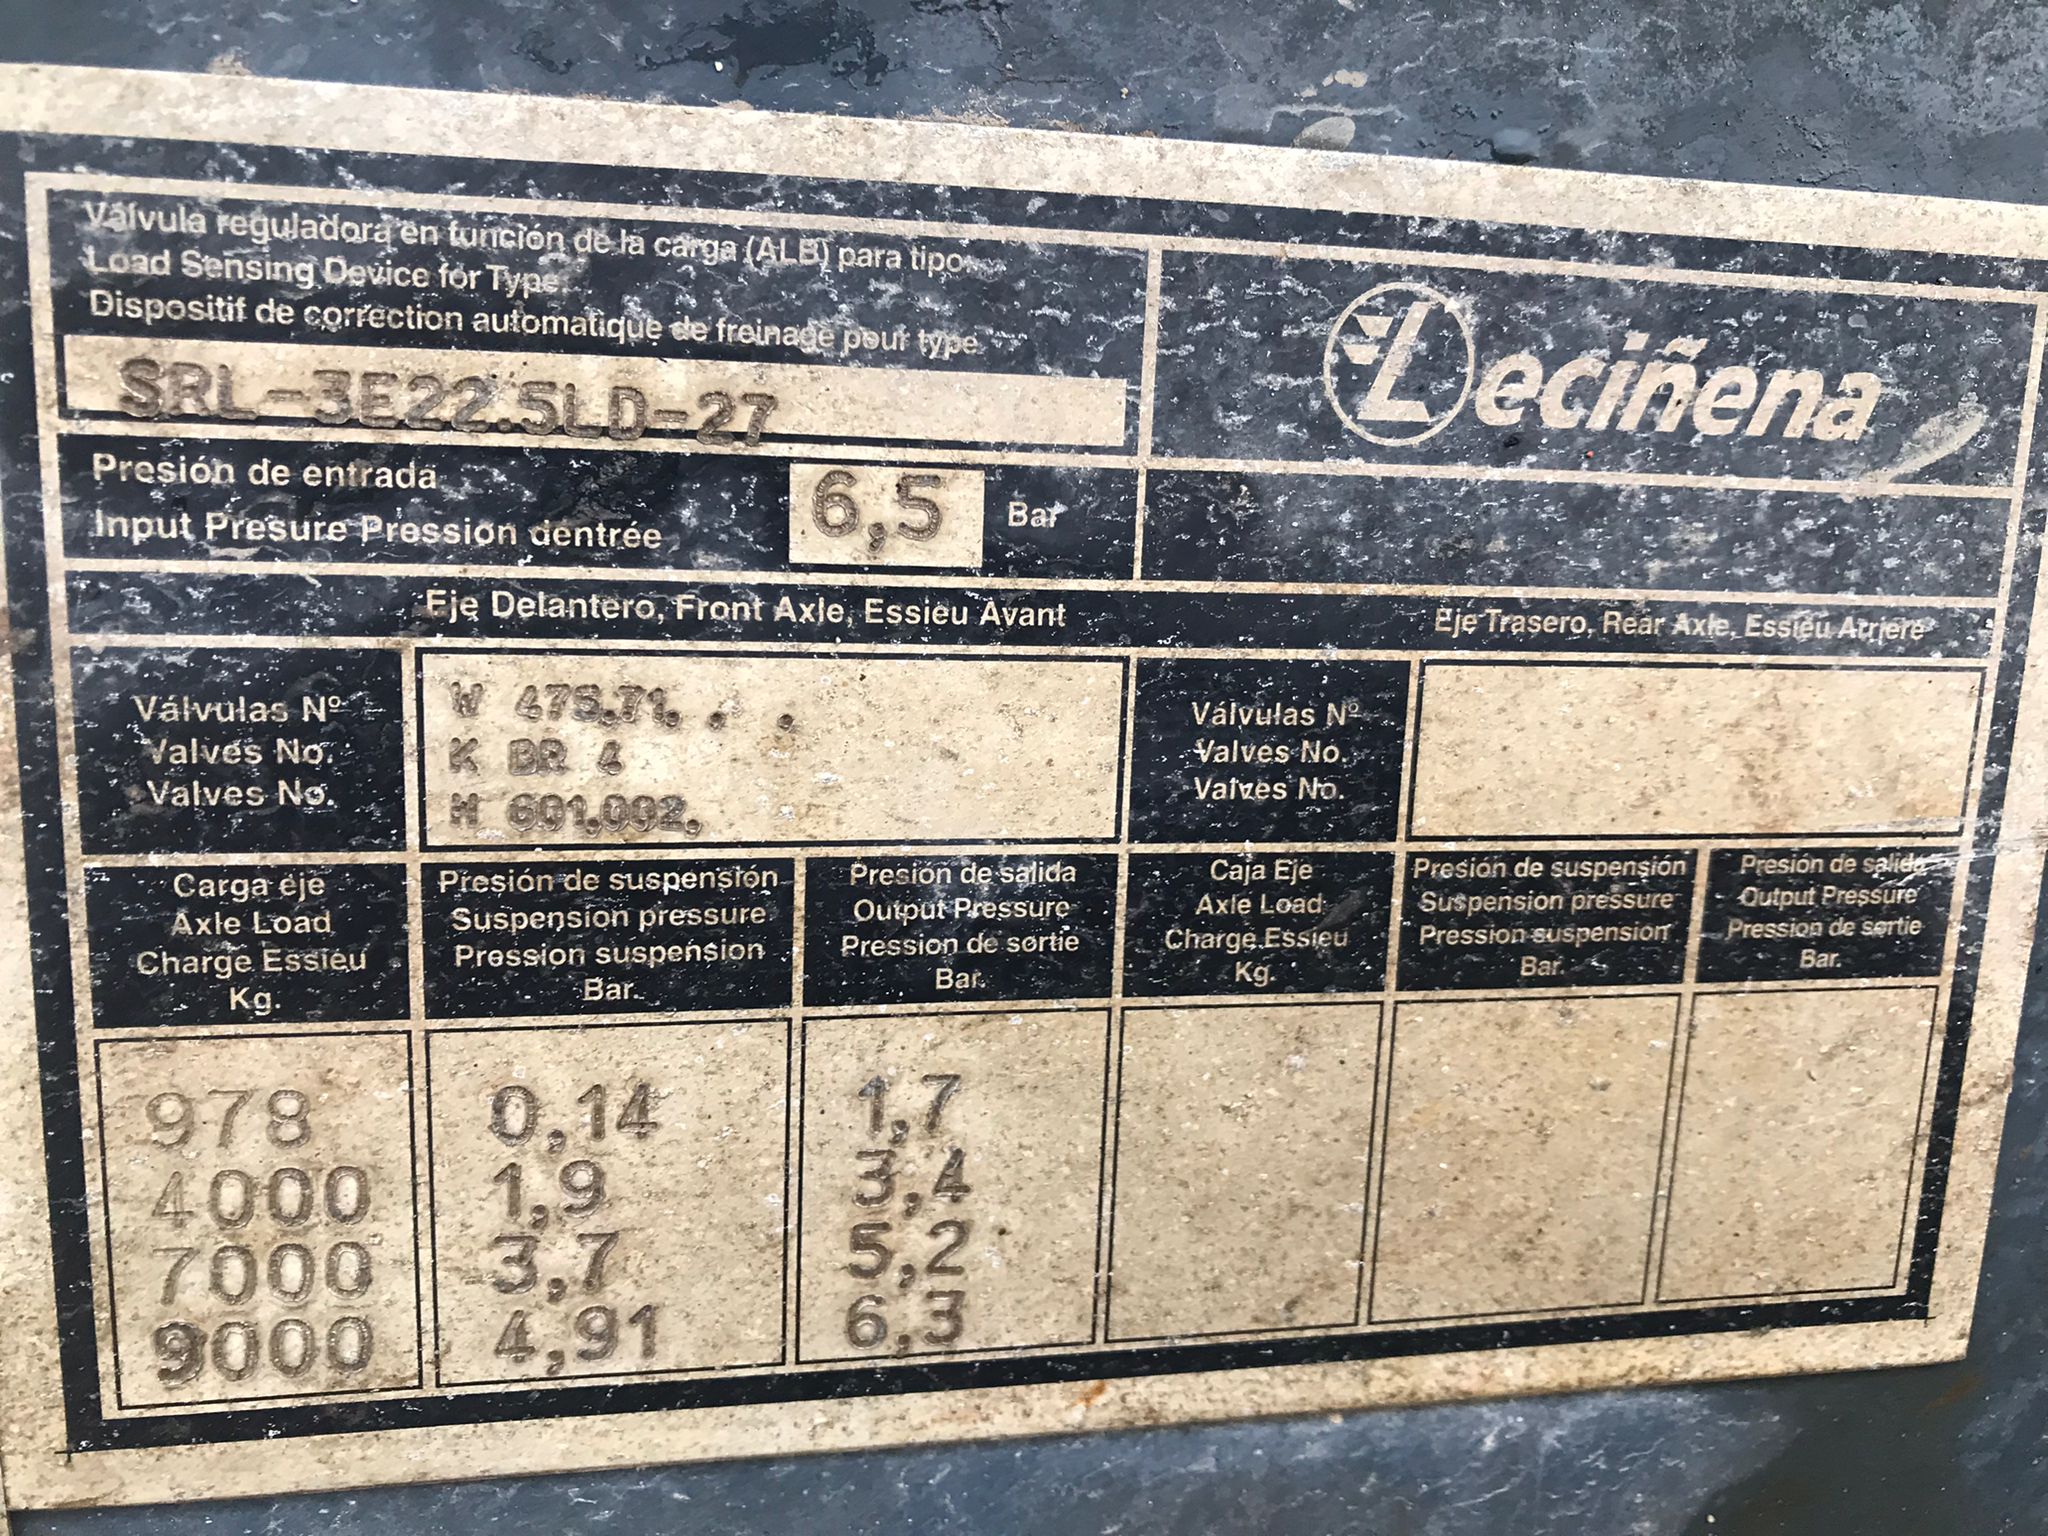 Válvula reguladora en función de la carga (ALB) para tipo
Load Sensing Device for Type
Dispositif de correction automatique de freinage pour type
SRL-3E22.5LD-27
Leciñena
Presión de entrada
Input Presure Pression dentrée
6,5
Bar
Eje Delantero, Front Axle, Essieu Avant
Eje Trasero, Rear Axle, Essieu Arriere
Válvulas Nº
Valves No.
Valves No.
W 475.71. . .
K BR 4
H 601.002.
Válvulas Nº
Valves No.
Valves No.
Carga eje
Axle Load
Charge Essieu
Kg.
Presión de suspensión
Suspension pressure
Pression suspension
Bar.
Presión de salida
Output Pressure
Pression de sortie
Bar.
Caja Eje
Axle Load
Charge Essieu
Kg.
Presión de suspensión
Suspension pressure
Pression suspension
Bar.
Presión de salida
Output Pressure
Pression de sortie
Bar.
978 0,14 1,7
4000 1,9 3,4
7000 3,7 5,2
9000 4,91 6,3